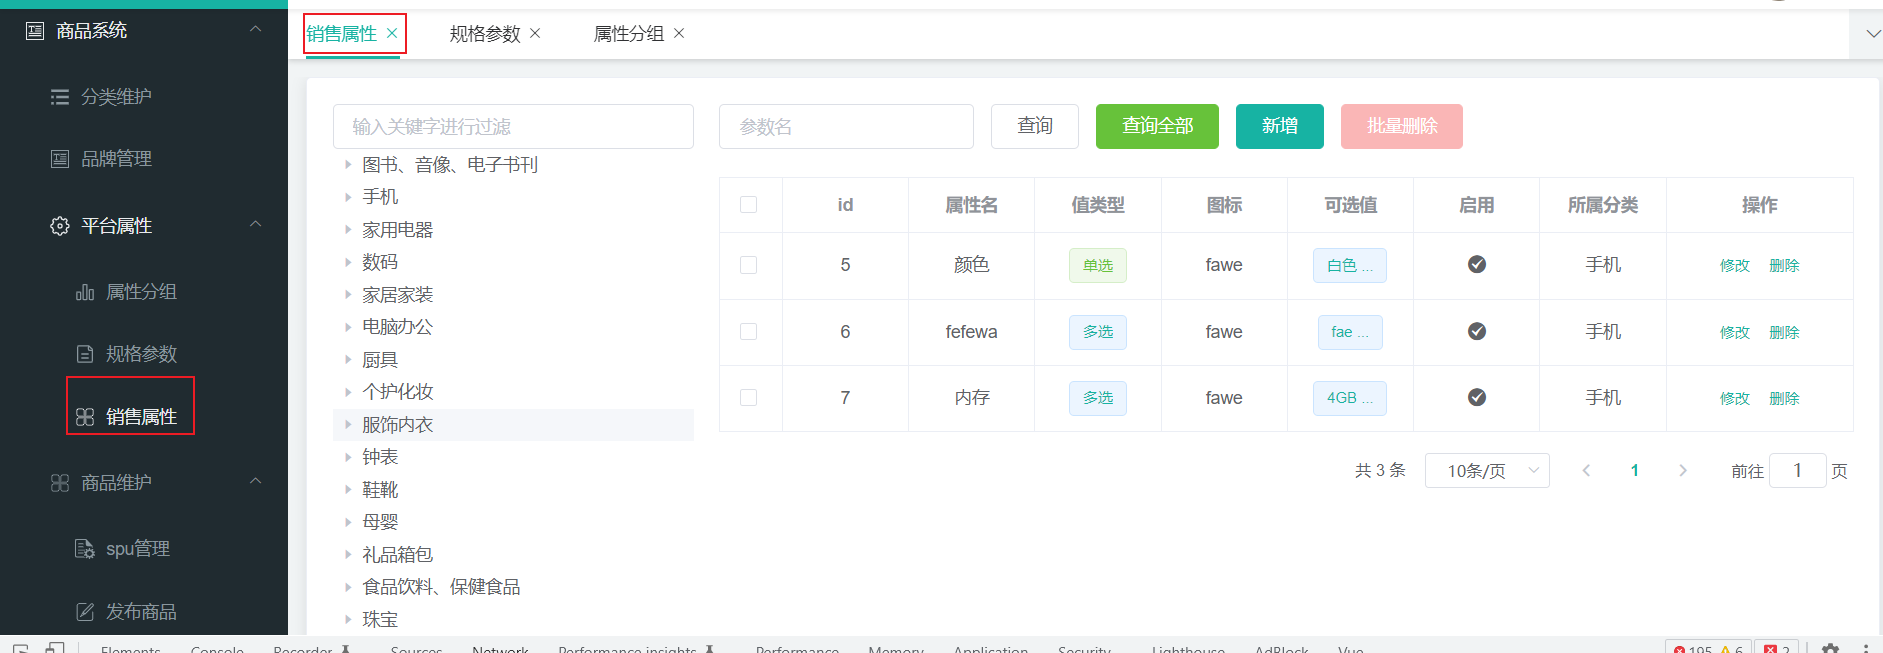 商品系统
分类维护
品牌管理
平台属性
属性分组
规格参数
销售属性
商品维护
spu管理
发布商品
销售属性 规格参数 属性分组
输入关键字进行过滤
图书、音像、电子书刊
手机
家用电器
数码
家居家装
电脑办公
厨具
个护化妆
服饰内衣
钟表
鞋靴
母婴
礼品箱包
食品饮料、保健食品
珠宝
参数名 查询 查询全部 新增 批量删除
id 属性名 值类型 图标 可选值 启用 所属分类 操作
5 颜色 单选 fawe 白色 ... 手机 修改 删除
6 fefewa 多选 fawe fae ... 手机 修改 删除
7 内存 多选 fawe 4GB ... 手机 修改 删除
共 3 条 10条/页 1 前往 1 页
Elements Console Recorder Sources Network Performance insights Performance Memory Application Security Lighthouse AdBlock Vue 195 6 2